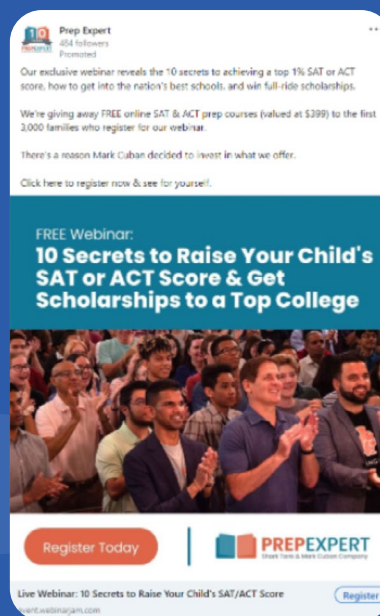 Prep Expert
464 followers
Promoted
Our exclusive webinar reveals the 10 secrets to achieving a top 1% SAT or ACT
score, how to get into the nation's best schools, and win full-ride scholarships.
We're giving away FREE online SAT & ACT prep courses (valued at $399) to the first
3,000 families who register for our webinar.
There's a reason Mark Cuban decided to invest in what we offer.
Click here to register now & see for yourself.
FREE Webinar:
10 Secrets to Raise Your Child's
SAT or ACT Score & Get
Scholarships to a Top College
Register Today
PREPEXPERT
Shark Tank & Mark Cuban Company
Live Webinar: 10 Secrets to Raise Your Child's SAT/ACT Score
Register
event.webinarjam.com